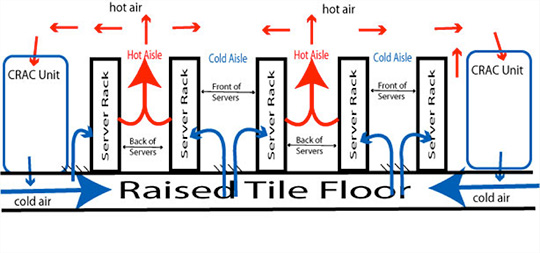 hot air
hot air
Hot Aisle
Cold Aisle
Hot Aisle
Cold Aisle
CRAC Unit
Server Rack
Server Rack
Server Rack
Server Rack
Server Rack
CRAC Unit
Front of
Servers
Front of
Servers
Back of
Servers
Back of
Servers
cold air
Raised Tile Floor
cold air